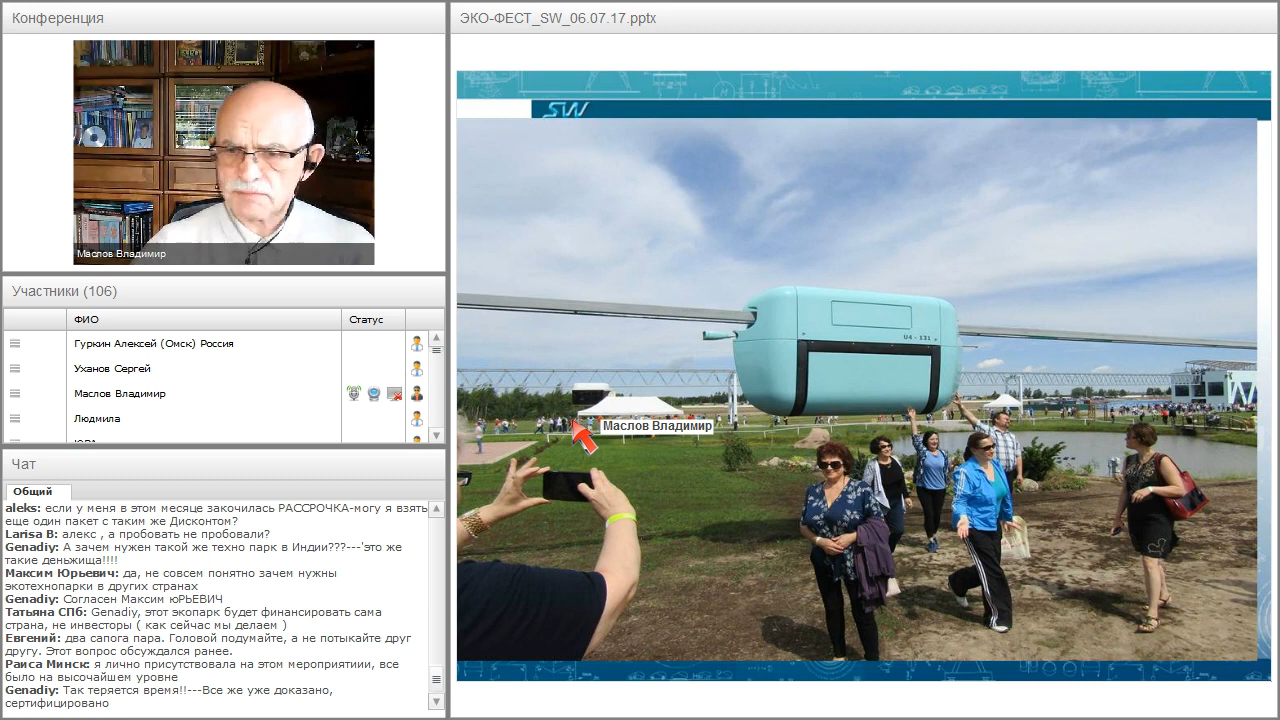 Конференция
Маслов Владимир
Участники (106)
ФИО
Статус
Гуркин Алексей (Омск) Россия.
Уханов Сергей
Маслов Владимир
Людмила
Чат
Общий
aleks: если у меня в этом месяце закочилась РАССРОЧКА-могу я взять
еще один пакет с таким же Дисконтом?
Larisa B: алекс , а пробовать не пробовали?
Genadiy: А зачем нужен такой же техно парк в Индии???---'это же
такие деньжища!!!!
Максим Юрьевич: да, не совсем понятно зачем нужны
экотехнопарки в других странах
Genadiy: Согласен Максим юРЬЕВИЧ
Татьяна СПб: Genadiy, этот экопарк будет финансировать сама
страна, не инвесторы ( как сейчас мы делаем )
Евгений: два сапога пара. Головой подумайте, а не потыкайте друг
другу. Этот вопрос обсуждался ранее.
Раиса Минск: я лично присутствовала на этом мероприятиии, все
было на высочайшем уровне
Genadiy: Так теряется время!!---Все же уже доказано,
сертифицировано
ЭКО-ФЕСТ_SW_06.07.17.pptx
SW
U4 - 131
Маслов Владимир